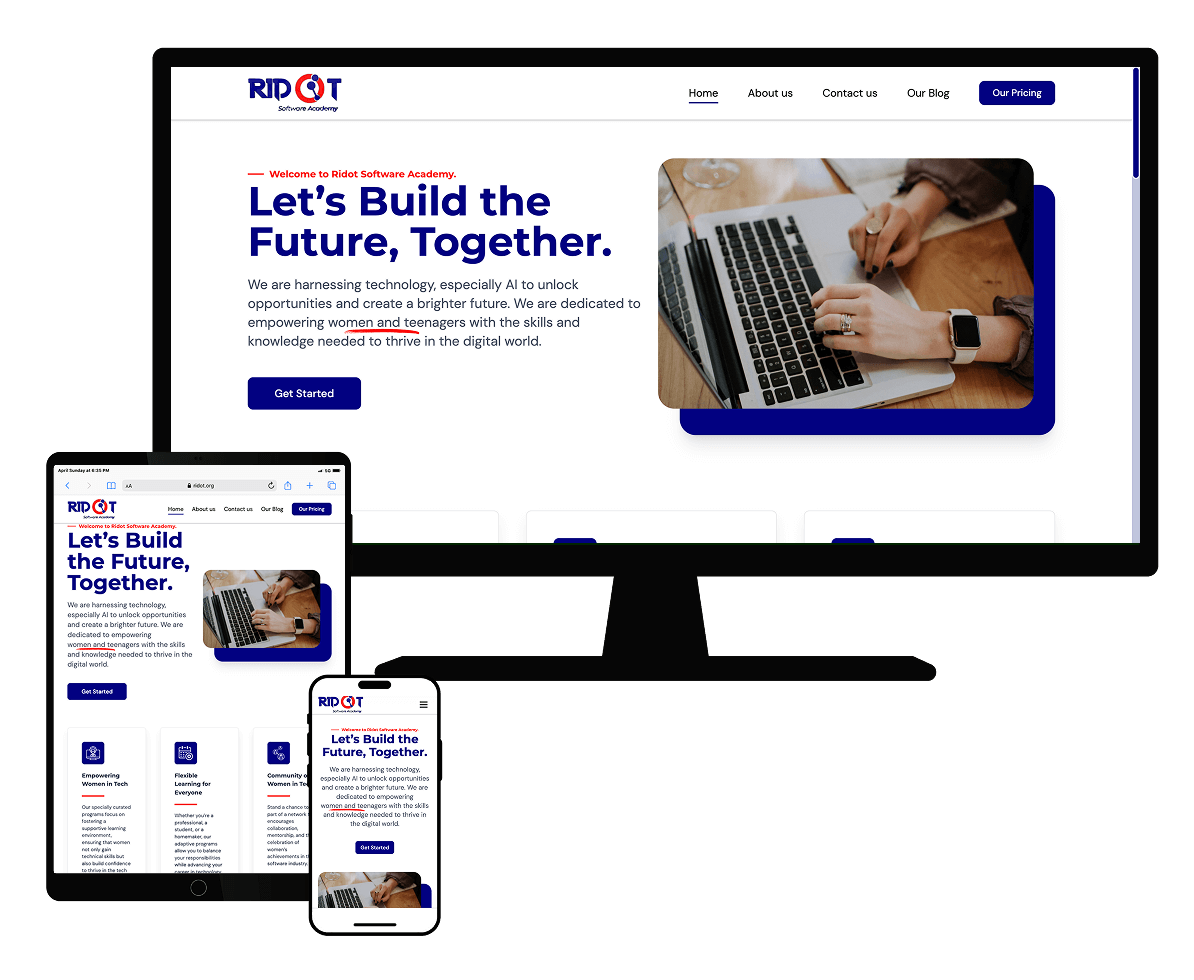 RIDOT
Software Academy
Home
About us
Contact us
Our Blog
Our Pricing
Welcome to Ridot Software Academy.
Let's Build the
Future, Together.
We are harnessing technology, especially AI to unlock
opportunities and create a brighter future. We are dedicated to
empowering women and teenagers with the skills and
knowledge needed to thrive in the digital world.
Get Started
April Sunday at 6:35 PM
5G
AA
ridot.org
RIDOT
Software Academy
Home
About us
Contact us
Our Blog
Our Pricing
Welcome to Ridot Software Academy.
Let's Build
the Future,
Together.
We are harnessing technology,
especially AI to unlock opportunities
and create a brighter future. We are
dedicated to empowering
women and teenagers with the skills
and knowledge needed to thrive in the
digital world.
Get Started
Empowering
Women in Tech
Our specially curated
programs focus on
fostering a
supportive learning
environment,
ensuring that women
not only gain
technical skills but
also build confidence
to thrive in the tech
Flexible
Learning for
Everyone
Whether you're a
professional, a
student, or a
homemaker, our
adaptive programs
allow you to balance
your responsibilities
while advancing your
career in technology
Community o
Women in Tec
Stand a chance to
part of a network t
encourages
collaboration,
mentorship, and th
celebration of
women's
achievements in th
software industry.
RIDOT
Software Academy
Welcome to Ridot Software Academy.
Let's Build the
Future, Together.
We are harnessing technology,
especially AI to unlock opportunities
and create a brighter future. We are
dedicated to empowering
women and teenagers with the skills
and knowledge needed to thrive in
the digital world.
Get Started